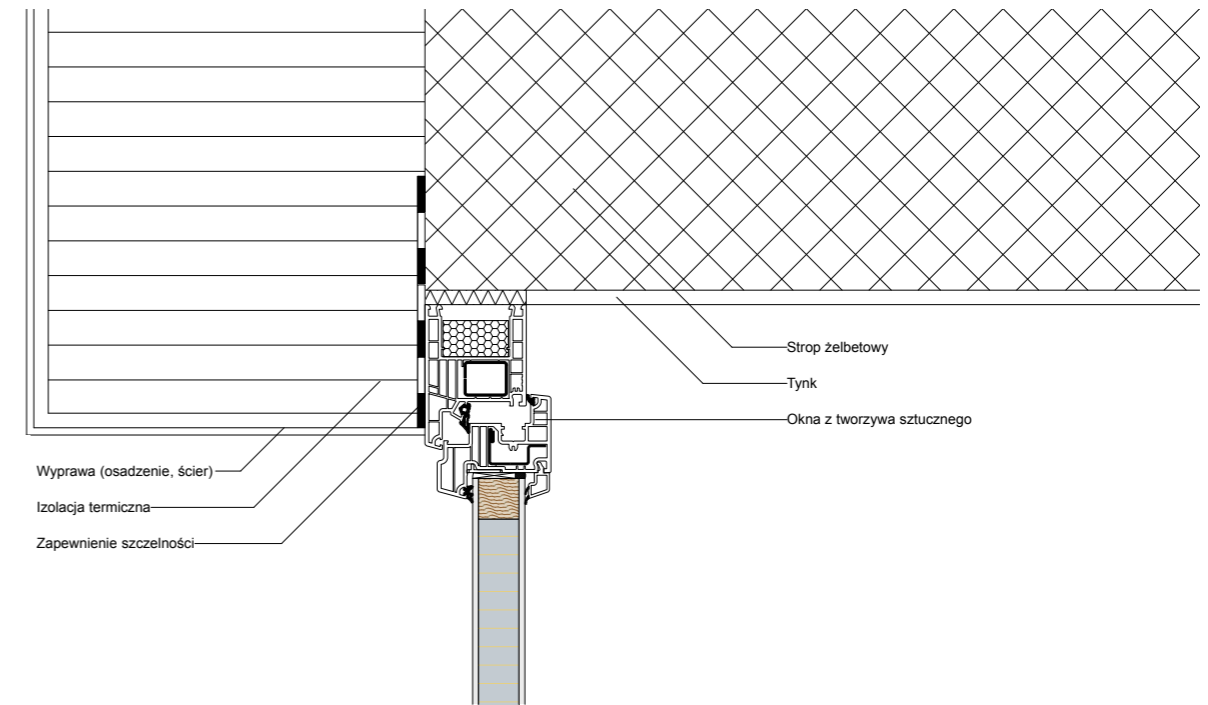 Strop żelbetowy
Tynk
Okna z tworzywa sztucznego
Wyprawa (osadzenie, ścier)
Izolacja termiczna
Zapewnienie szczelności